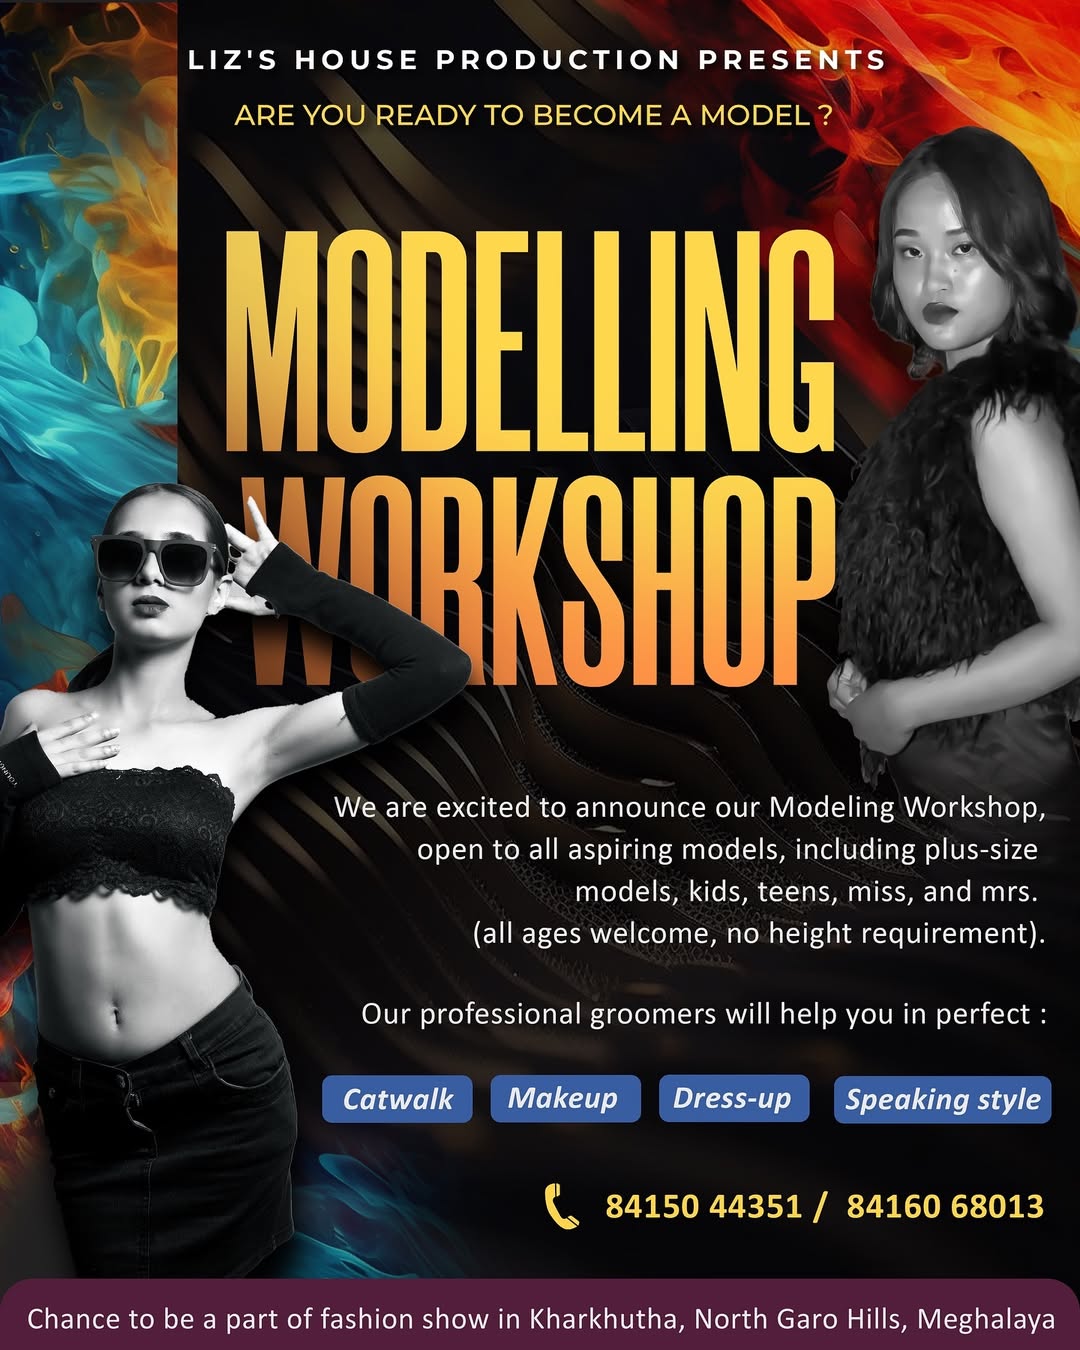 LIZ'S HOUSE PRODUCTION PRESENTS
ARE YOU READY TO BECOME A MODEL ?
MODELLING
WORKSHOP
We are excited to announce our Modeling Workshop,
open to all aspiring models, including plus-size
models, kids, teens, miss, and mrs.
(all ages welcome, no height requirement).
Our professional groomers will help you in perfect :
Catwalk Makeup Dress-up Speaking style
84150 44351 / 84160 68013
Chance to be a part of fashion show in Kharkhutha, North Garo Hills, Meghalaya